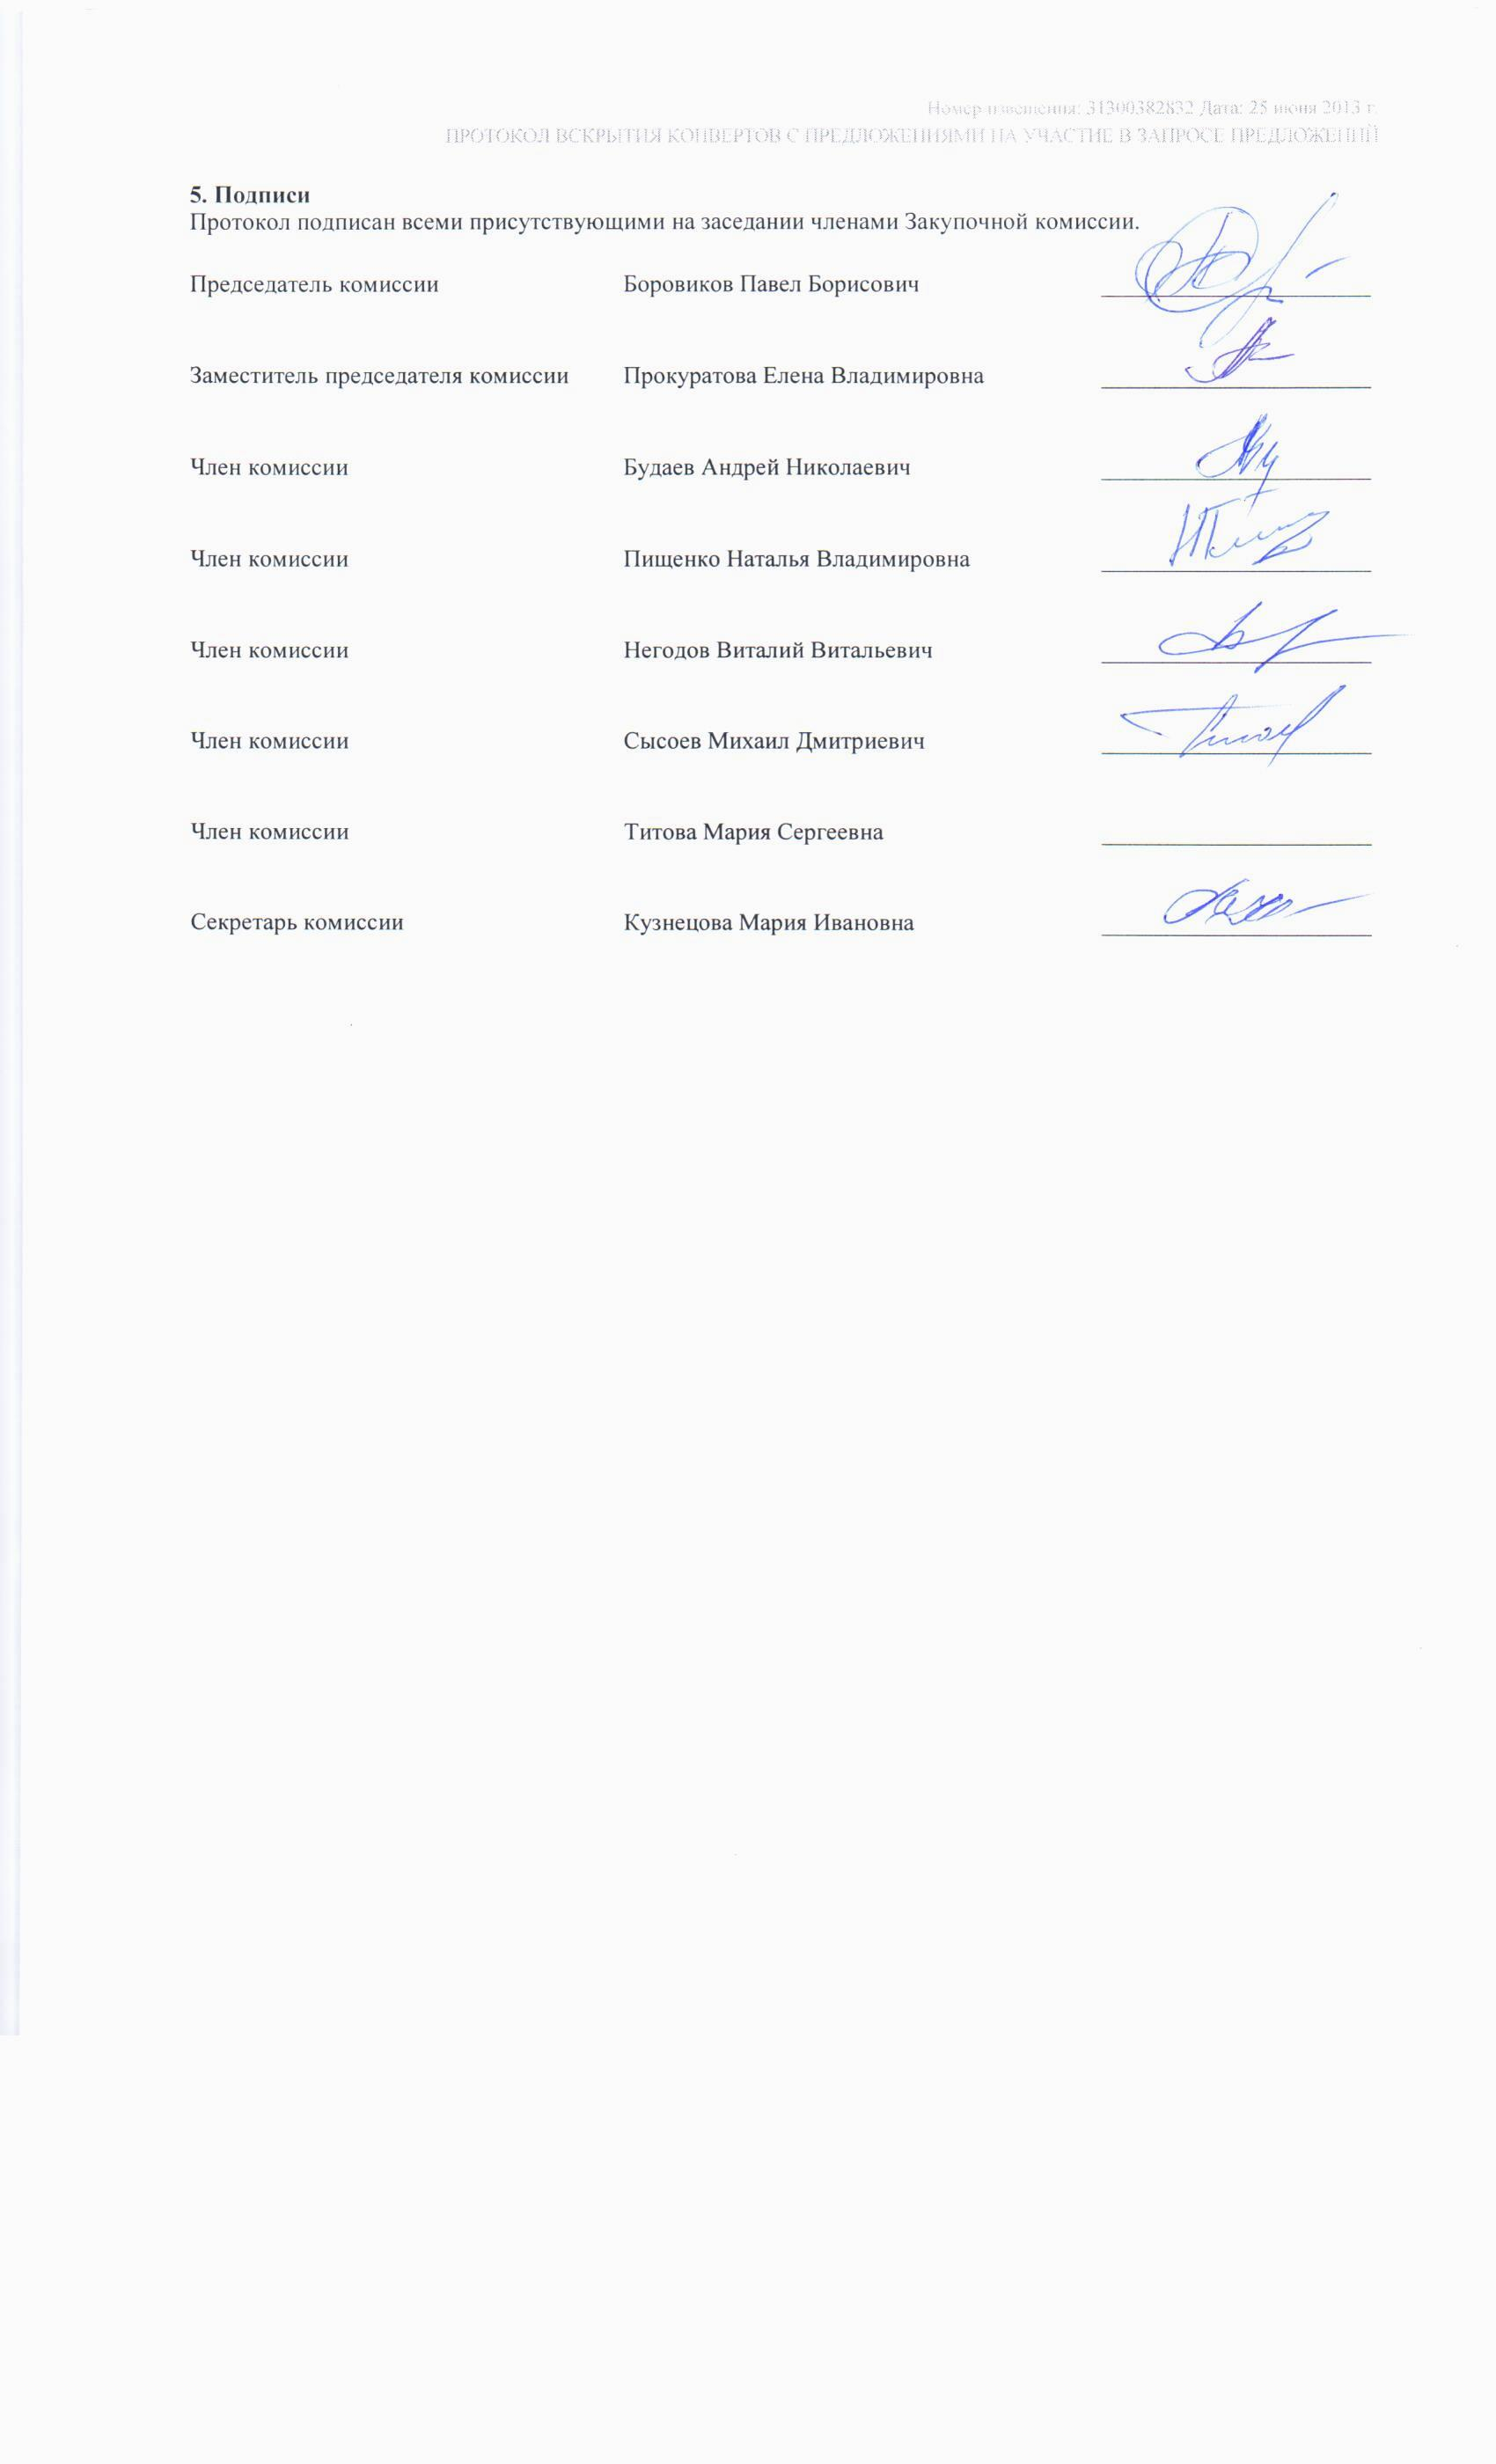 Номер извещения: 31300382832 Дата: 25 июня 2013 г.
ПРОТОКОЛ ВСКРЫТИЯ КОНВЕРТОВ С ПРЕДЛОЖЕНИЯМИ НА УЧАСТИЕ В ЗАПРОСЕ ПРЕДЛОЖЕНИЙ
5. Подписи
Протокол подписан всеми присутствующими на заседании членами Закупочной комиссии.
Председатель комиссии Боровиков Павел Борисович
Заместитель председателя комиссии Прокуратова Елена Владимировна
Член комиссии Будаев Андрей Николаевич
Член комиссии Пищенко Наталья Владимировна
Член комиссии Негодов Виталий Витальевич
Член комиссии Сысоев Михаил Дмитриевич
Член комиссии Титова Мария Сергеевна
Секретарь комиссии Кузнецова Мария Ивановна